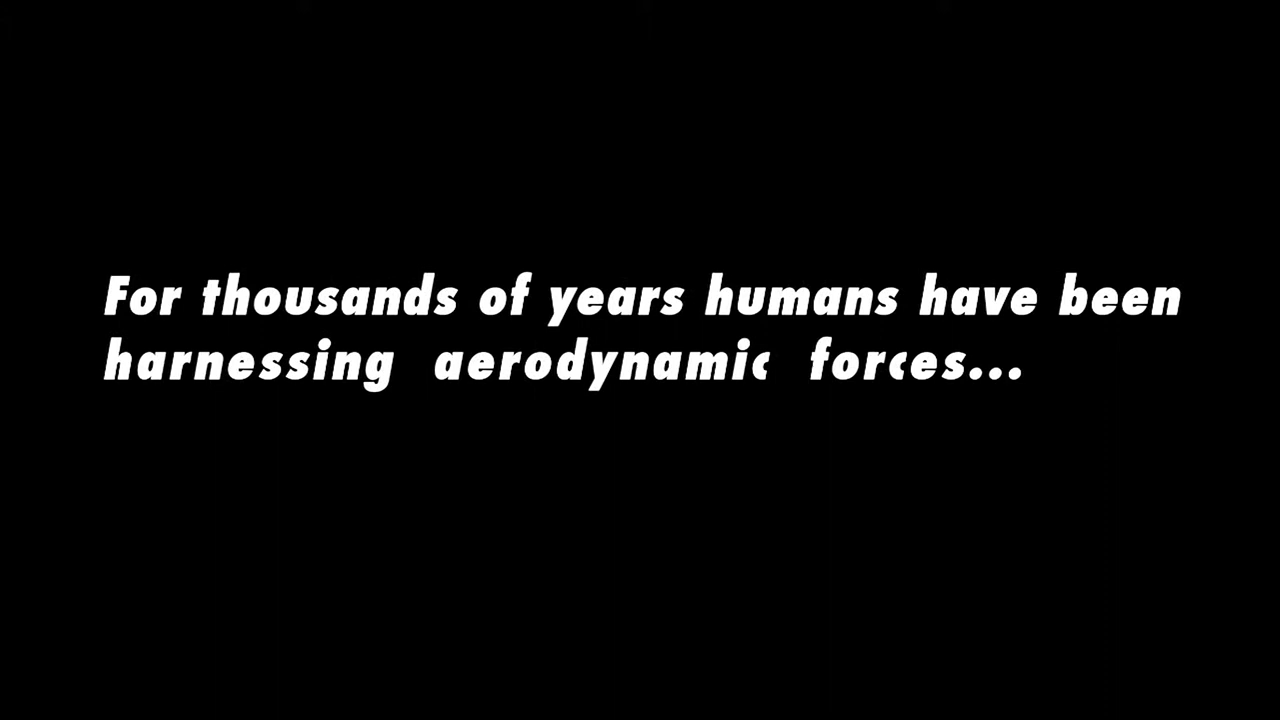 For thousands of years humans have been
harnessing aerodynamic forces...